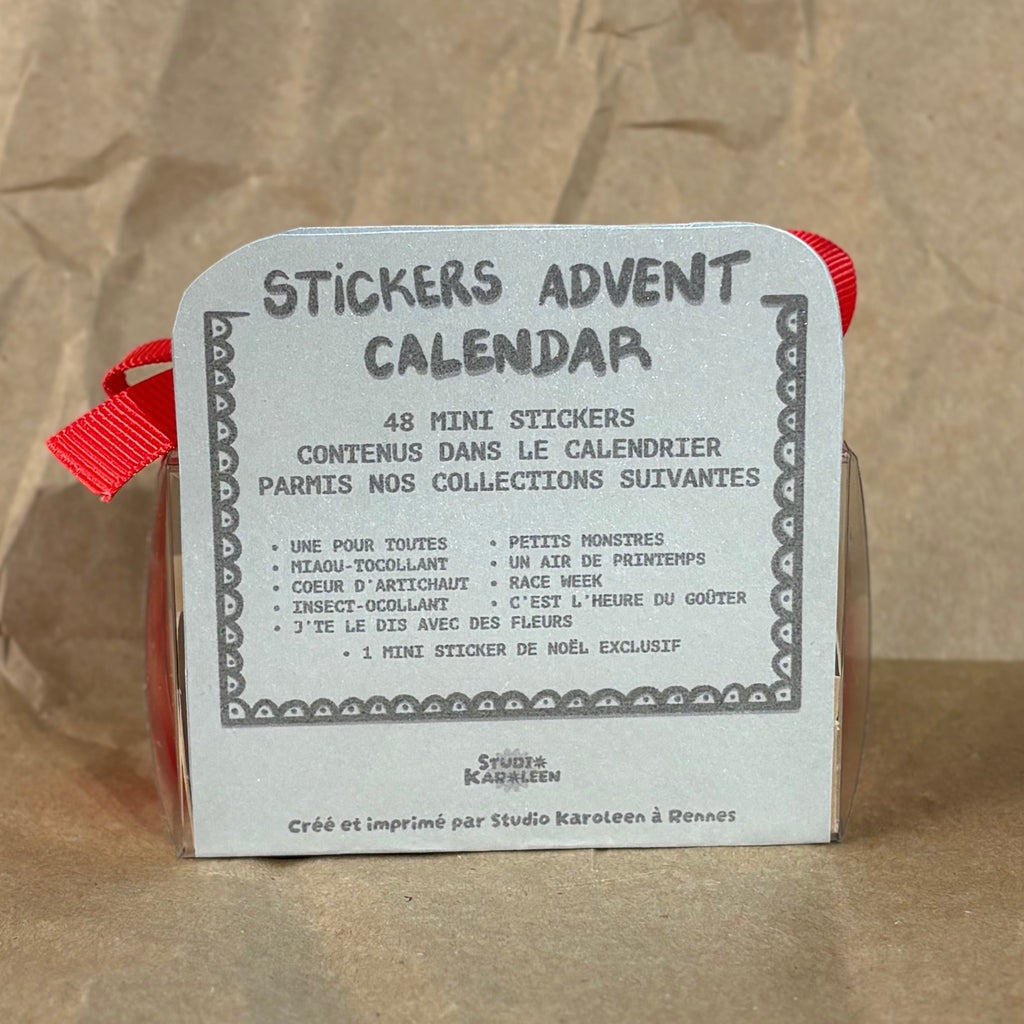 STiCKERS ADVENT
CALENDAR
48 MINI STICKERS
CONTENUS DANS LE CALENDRIER
PARMIS NOS COLLECTIONS SUIVANTES
• UNE POUR TOUTES
• MIAOU-TOCOLLANT
• COEUR D'ARTICHAUT
• INSECT-OCOLLANT
• J'TE LE DIS AVEC DES FLEURS
• PETITS MONSTRES
• UN AIR DE PRINTEMPS
• RACE WEEK
• C'EST L'HEURE DU GOÛTER
• 1 MINI STICKER DE NOËL EXCLUSIF
STUDIO
KAROLEEN
Créé et imprimé par Studio Karoleen à Rennes